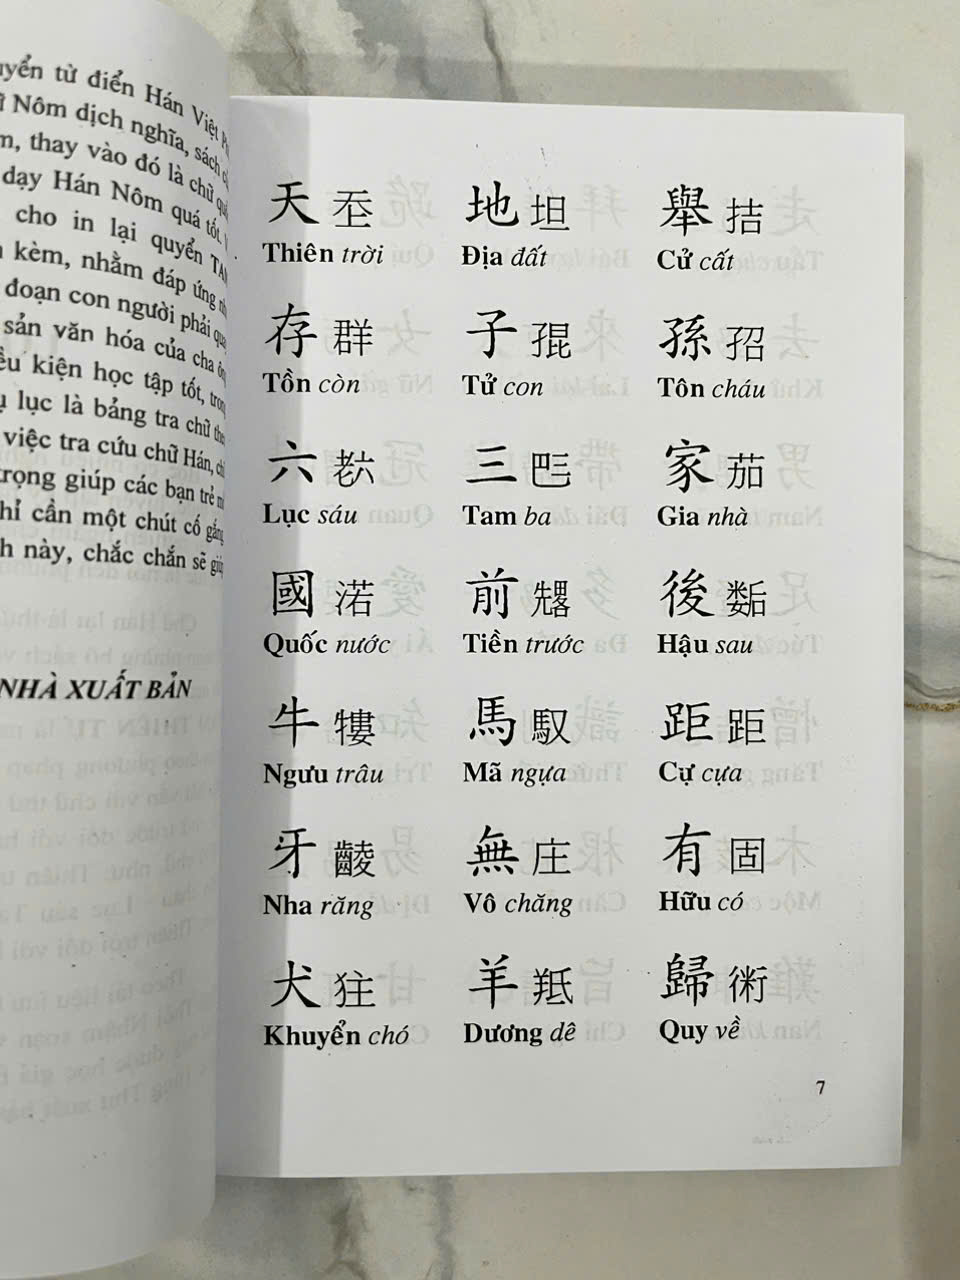 uyển từ điển Hán Việt
Nôm dịch nghĩa, sách
thay vào đó là chữ
dạy Hán Nôm quá tốt.
cho in lại quyển
kèm, nhằm đáp ứng
đoạn con người phải
sản văn hóa của cha
kiện học tập tốt,
lục là bảng tra chữ
việc tra cứu chữ Hán,
trọng giúp các bạn trẻ
chỉ cần một chút cố gắng
này, chắc chắn sẽ
NHÀ XUẤT BẢN
天 𡗶 地 坦 舉 拮
Thiên trời Địa đất Cử cất
存 群 子 𡥵 孫 𡥙
Tồn còn Tử con Tôn cháu
六 𦒹 三 𠀧 家 茹
Lục sáu Tam ba Gia nhà
國 渃 前 後
Quốc nước Tiền trước Hậu sau
牛 𤛠 馬 馭 距 距
Ngưu trâu Mã ngựa Cự cựa
牙 𪘵 無 庄 有 固
Nha răng Vô chăng Hữu có
犬 㹥 羊 羝 歸 術
Khuyển chó Dương dê Quy về
7